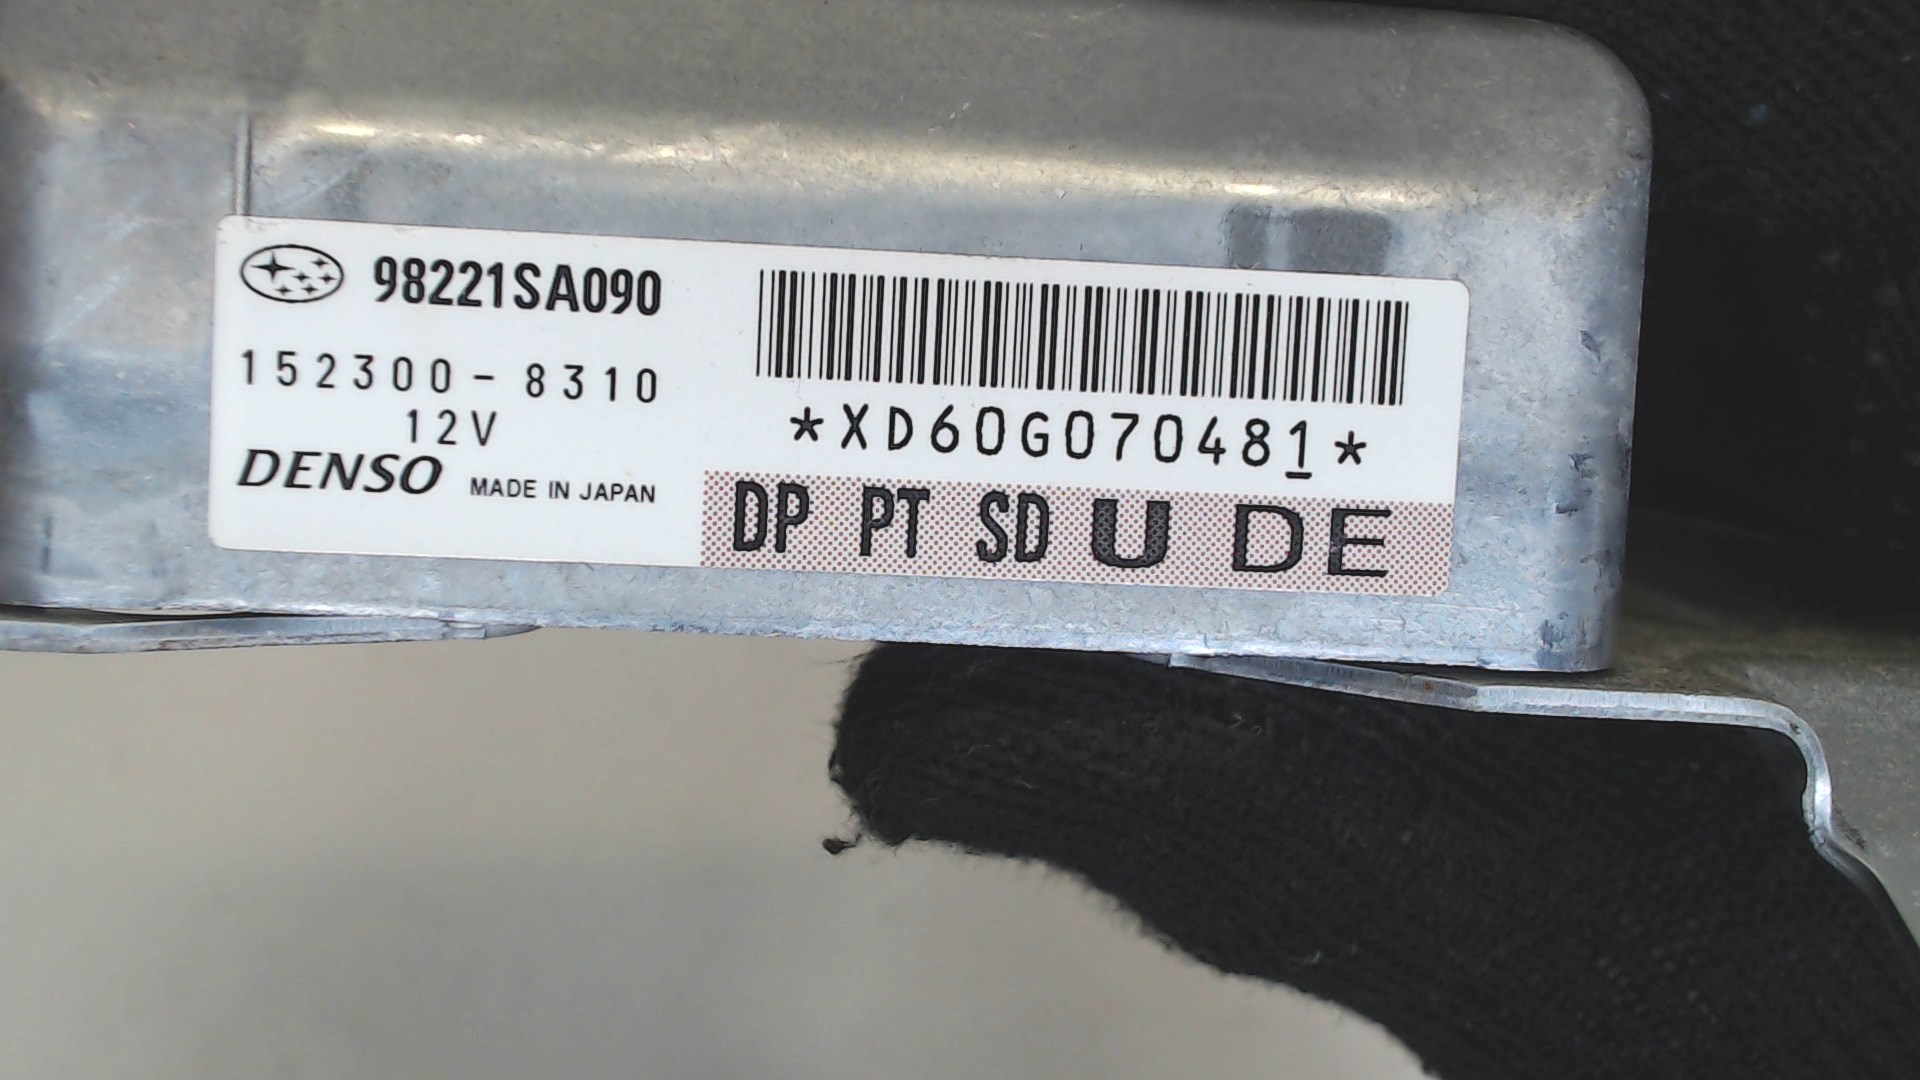 98221SA090
152300-8310
12V
DENSO MADE IN JAPAN
*XD60G070481*
DP PT SD U DE